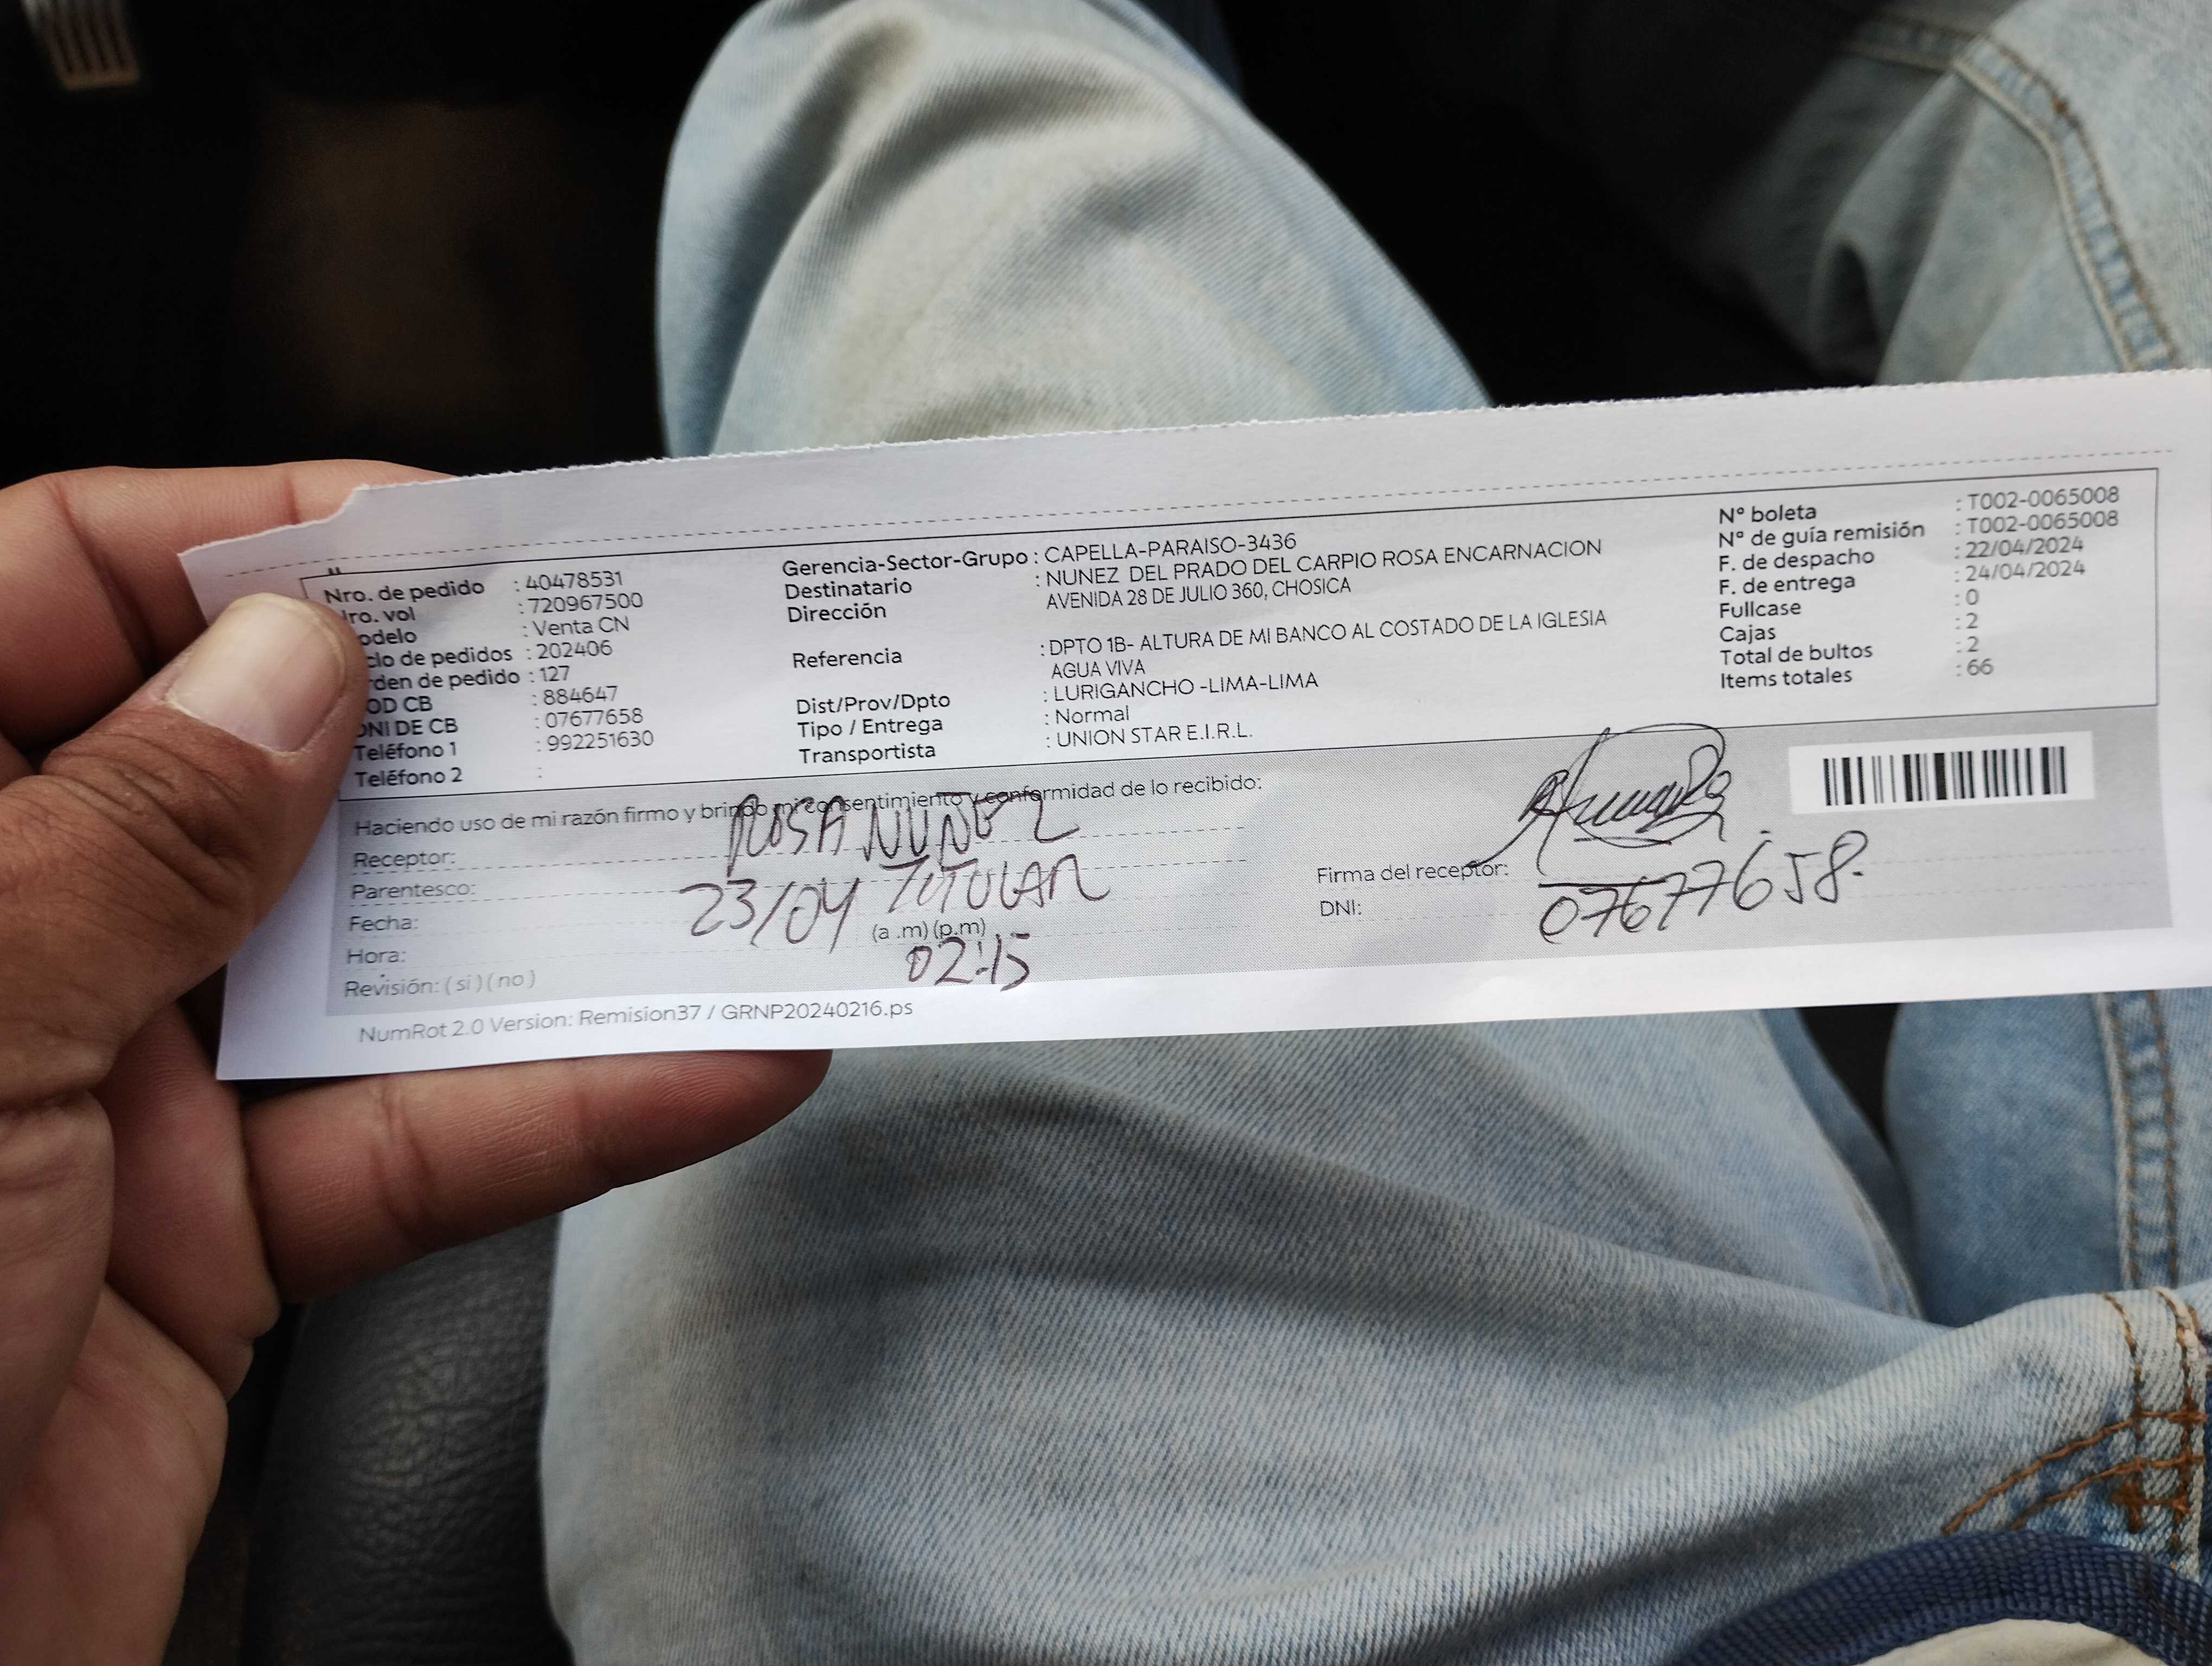 Nro. de pedido : 40478531
Nro. vol : 720967500
odelo : Venta CN
clo de pedidos : 202406
rden de pedido : 127
OD CB : 884647
DNI DE CB : 07677658
Teléfono 1 : 992251630
Teléfono 2 :
Gerencia-Sector-Grupo : CAPELLA-PARAISO-3436
Destinatario : NUNEZ DEL PRADO DEL CARPIO ROSA ENCARNACION
Dirección AVENIDA 28 DE JULIO 360, CHOSICA
Referencia : DPTO 1B- ALTURA DE MI BANCO AL COSTADO DE LA IGLESIA
AGUA VIVA
Dist/Prov/Dpto : LURIGANCHO -LIMA-LIMA
Tipo / Entrega : Normal
Transportista : UNION STAR E.I.R.L.
N° boleta : T002-0065008
N° de guía remisión : T002-0065008
F. de despacho : 22/04/2024
F. de entrega : 24/04/2024
Fullcase : 0
Cajas : 2
Total de bultos : 2
Items totales : 66
Haciendo uso de mi razón firmo y brindo mi consentimiento y conformidad de lo recibido:
Receptor: ROSA NUÑEZ
Parentesco: TITULAR
Fecha: 23/04
Hora: (a .m) (p.m) 02:15
Revisión: ( si ) ( no )
Firma del receptor:
DNI: 07677658.
NumRot 2.0 Version: Remision37 / GRNP20240216.ps